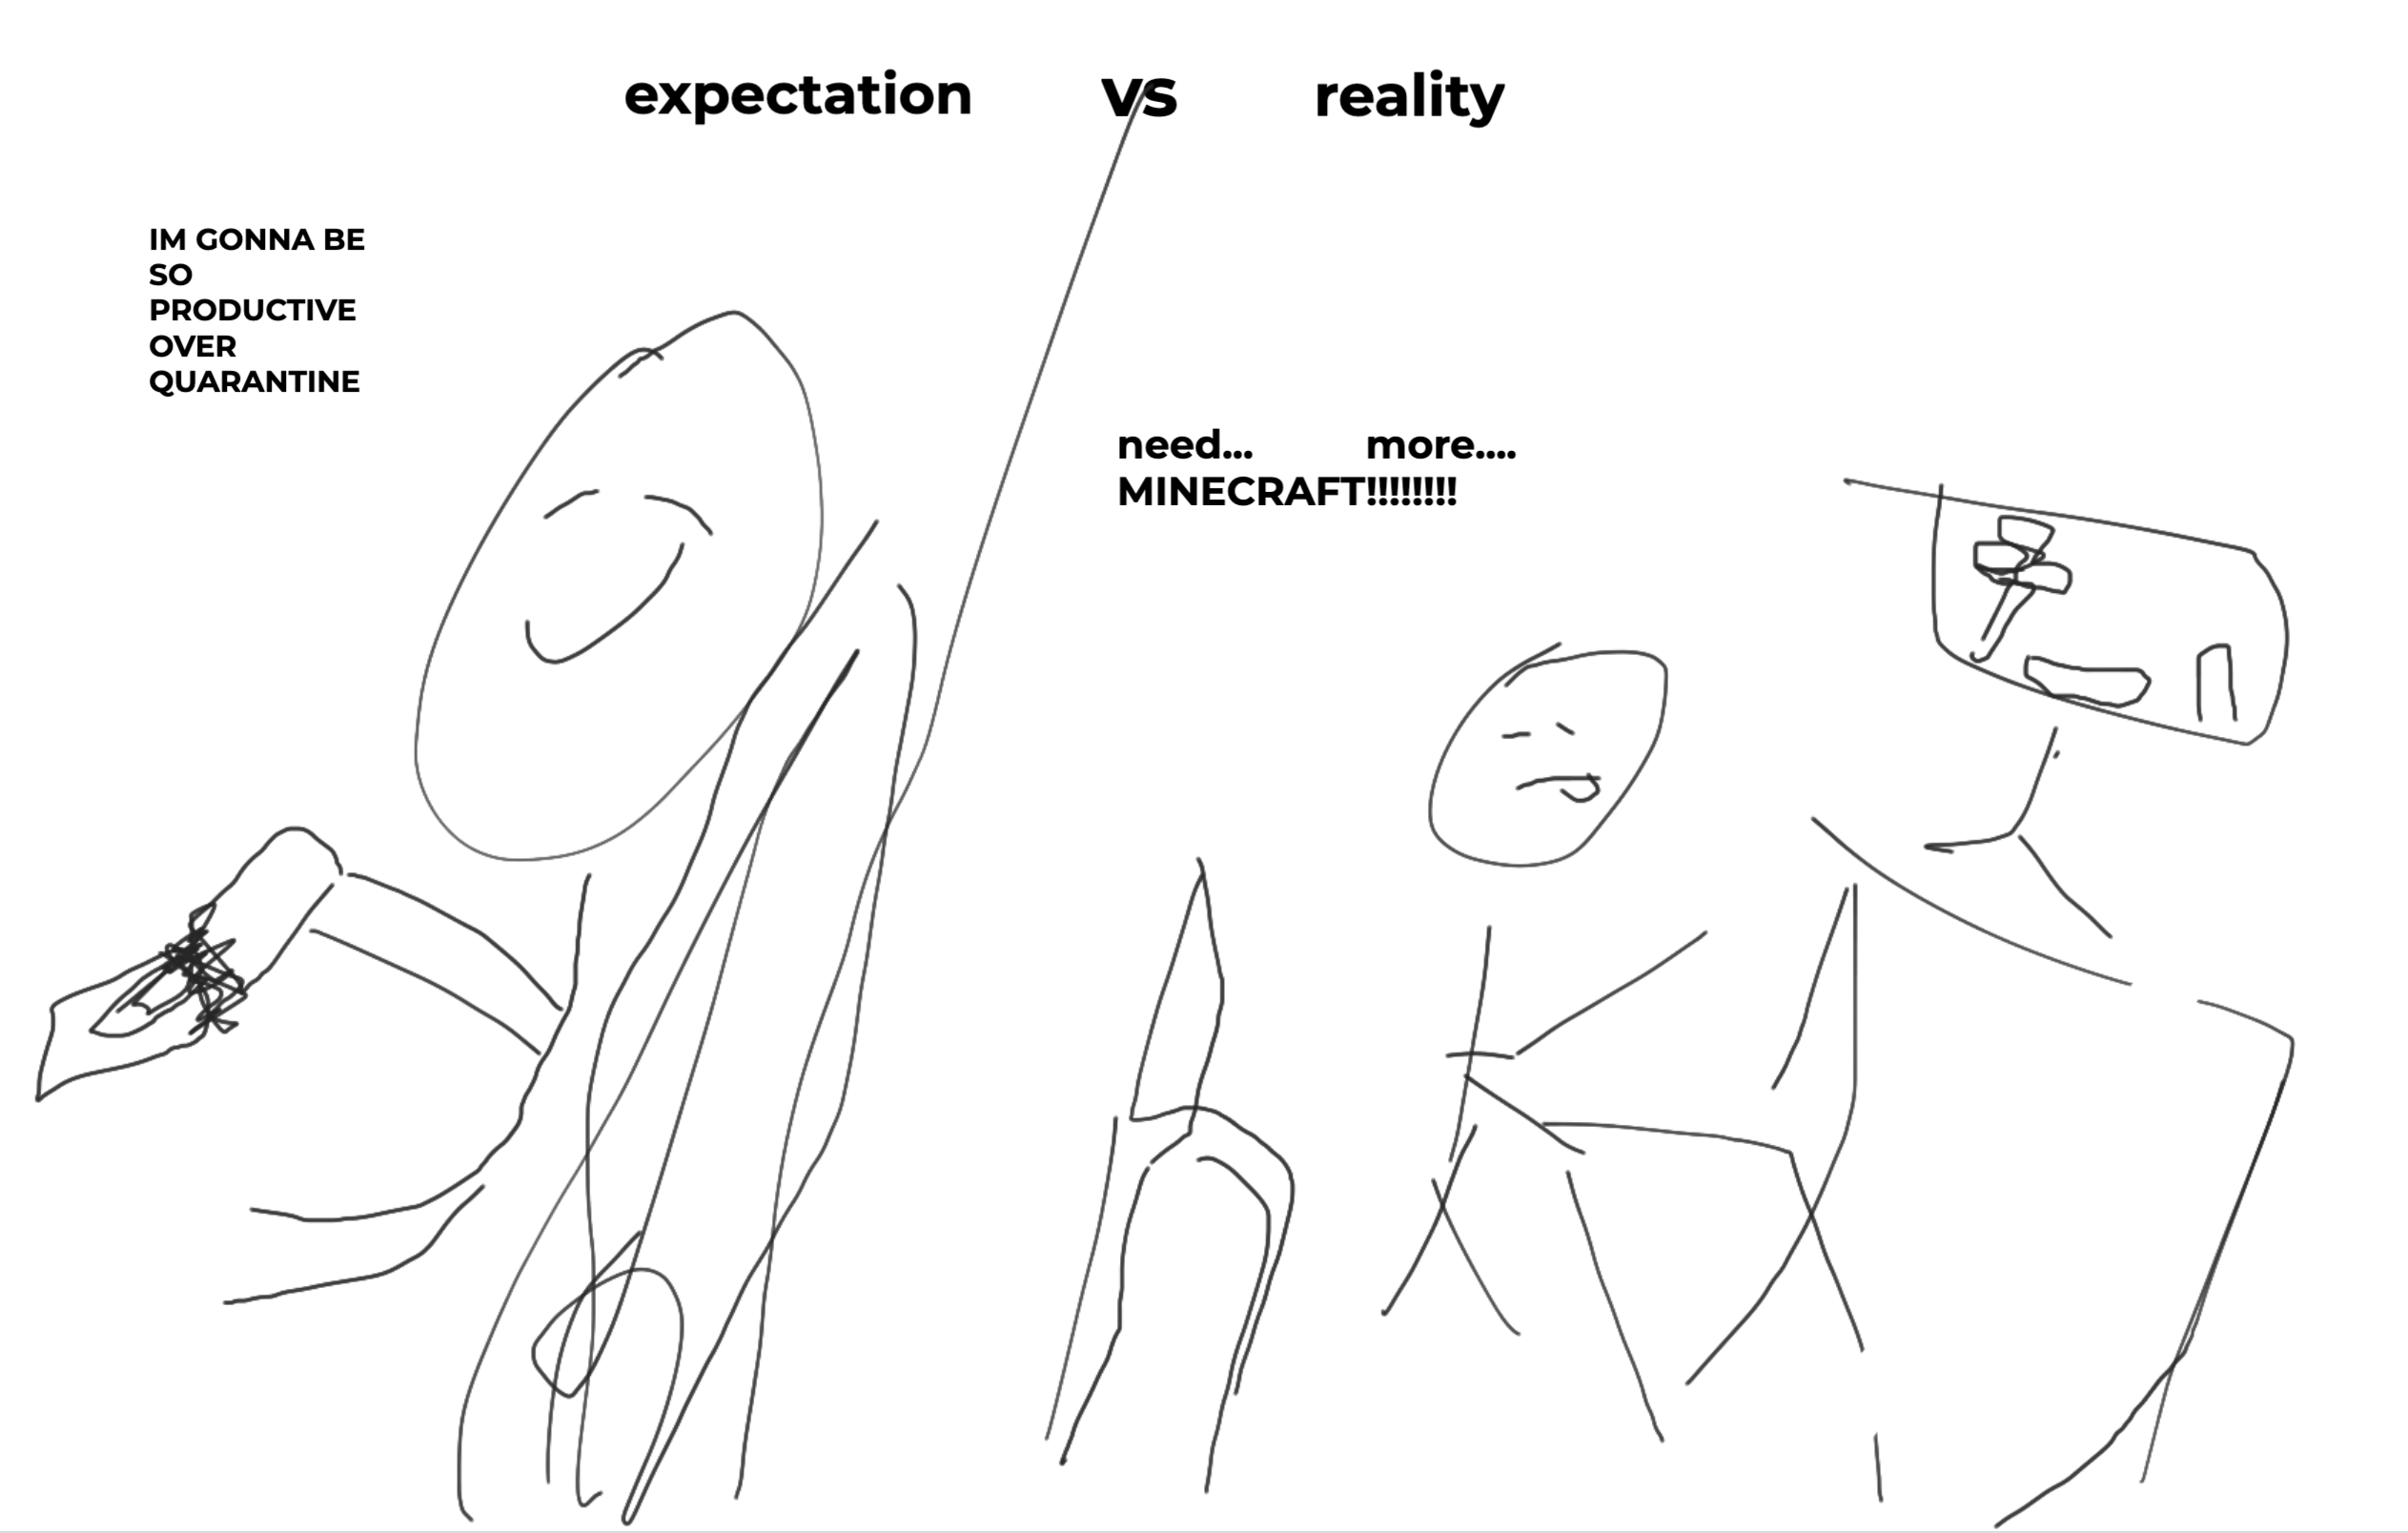 expectation vs reality
IM GONNA BE
SO
PRODUCTIVE
OVER
QUARANTINE
need... more....
MINECRAFT!!!!!!!!